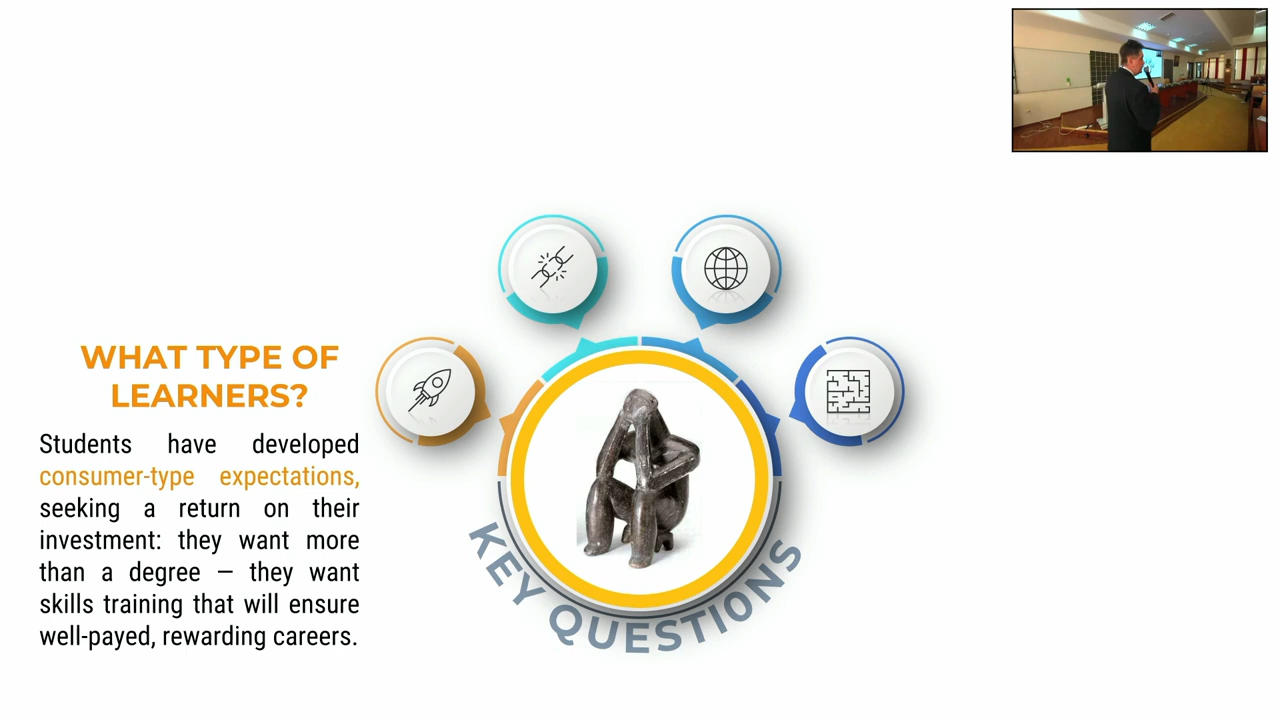 WHAT TYPE OF
LEARNERS?
Students have developed
consumer-type expectations,
seeking a return on their
investment: they want more
than a degree – they want
skills training that will ensure
well-payed, rewarding careers.
KEY QUESTIONS